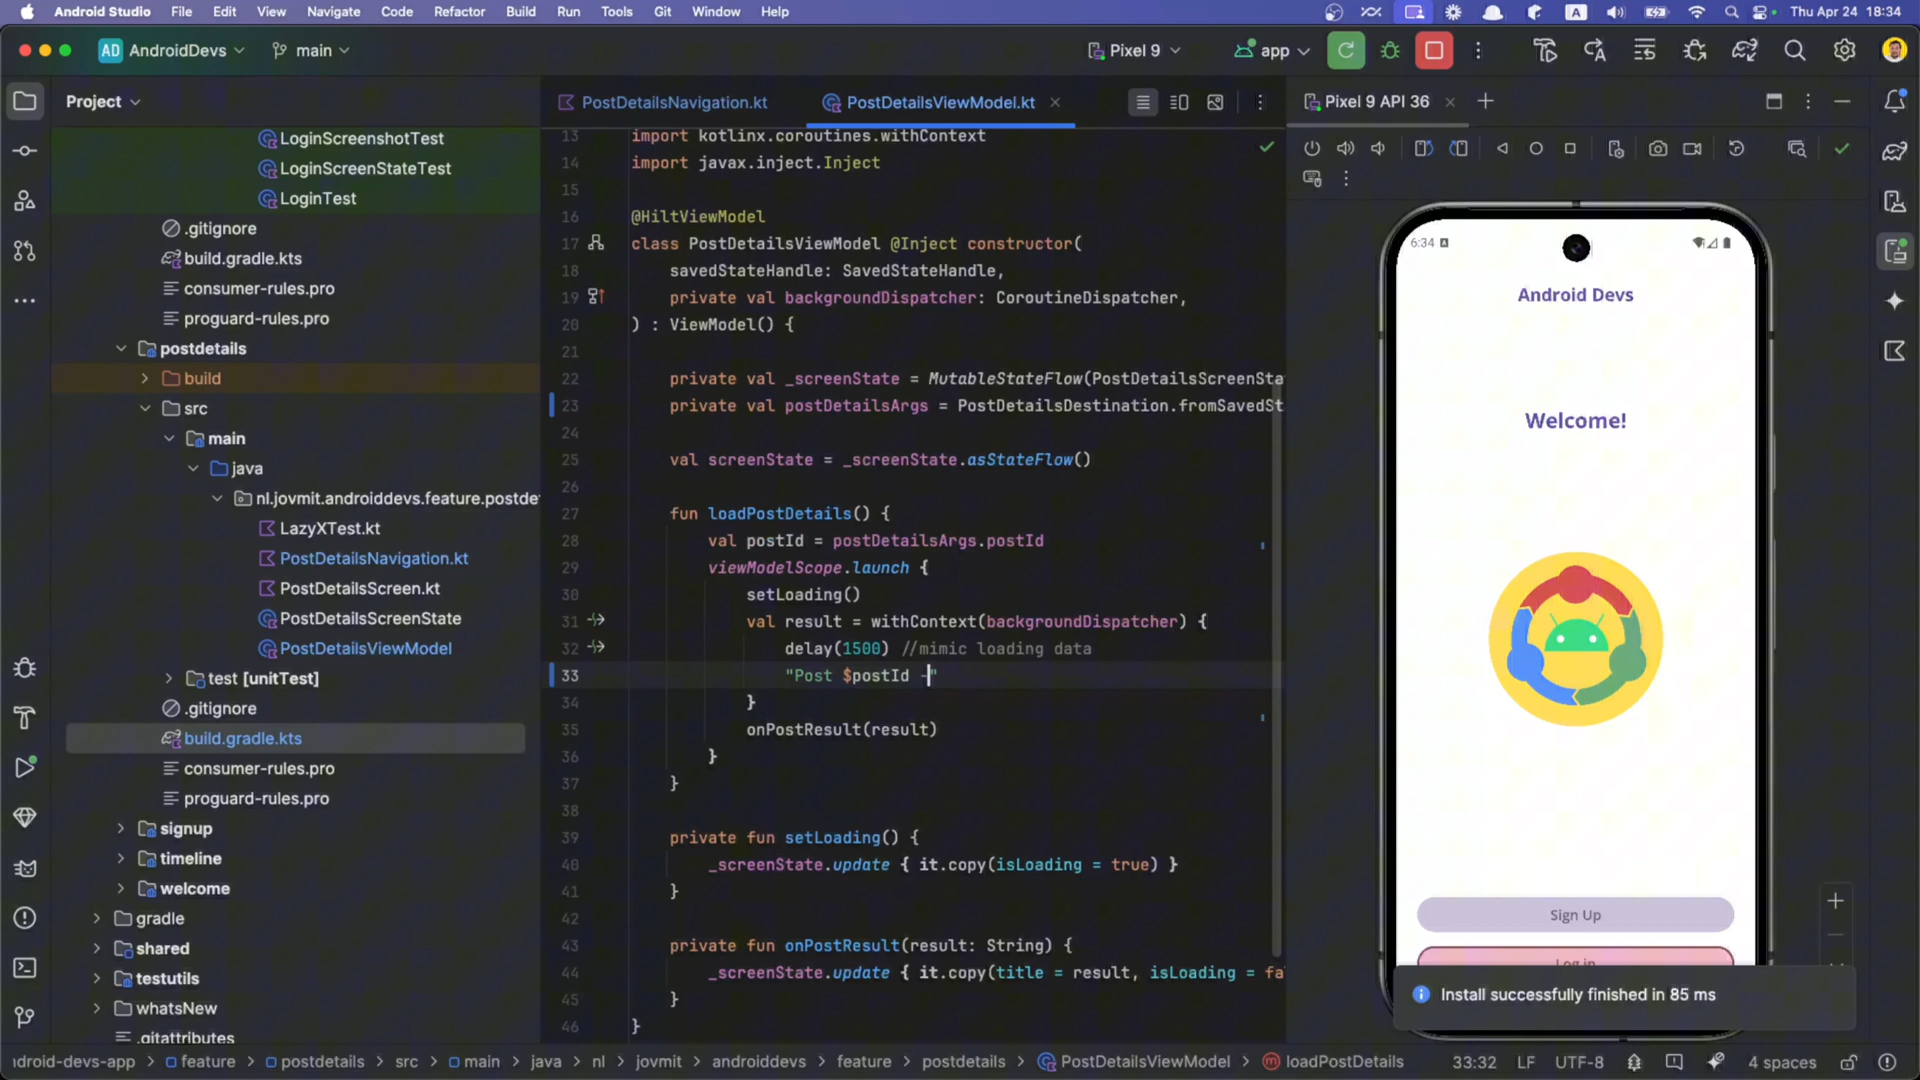 Android Studio File Edit View Navigate Code Refactor Build Run Tools Git Window Help A Thu Apr 24 18:34
AD AndroidDevs main Pixel 9 app
Project
PostDetailsNavigation.kt PostDetailsViewModel.kt
Pixel 9 API 36
LoginScreenshotTest
LoginScreenStateTest
LoginTest
.gitignore
build.gradle.kts
consumer-rules.pro
proguard-rules.pro
postdetails
build
src
main
java
nl.jovmit.androiddevs.feature.postde
LazyXTest.kt
PostDetailsNavigation.kt
PostDetailsScreen.kt
PostDetailsScreenState
PostDetailsViewModel
test [unitTest]
.gitignore
build.gradle.kts
consumer-rules.pro
proguard-rules.pro
signup
timeline
welcome
gradle
shared
testutils
whatsNew
.gitattributes
13 import kotlinx.coroutines.withContext
14 import javax.inject.Inject
15
16 @HiltViewModel
17 class PostDetailsViewModel @Inject constructor(
18 savedStateHandle: SavedStateHandle,
19 private val backgroundDispatcher: CoroutineDispatcher,
20 ) : ViewModel() {
21
22 private val _screenState = MutableStateFlow(PostDetailsScreenSta
23 private val postDetailsArgs = PostDetailsDestination.fromSavedSt
24
25 val screenState = _screenState.asStateFlow()
26
27 fun loadPostDetails() {
28 val postId = postDetailsArgs.postId
29 viewModelScope.launch {
30 setLoading()
31 val result = withContext(backgroundDispatcher) {
32 delay(1500) //mimic loading data
33 "Post $postId -"
34 }
35 onPostResult(result)
36 }
37 }
38
39 private fun setLoading() {
40 _screenState.update { it.copy(isLoading = true) }
41 }
42
43 private fun onPostResult(result: String) {
44 _screenState.update { it.copy(title = result, isLoading = fa
45 }
46 }
6:34
Android Devs
Welcome!
Sign Up
Log in
Install successfully finished in 85 ms
ndroid-devs-app feature postdetails src main java nl jovmit androiddevs feature postdetails PostDetailsViewModel loadPostDetails 33:32 LF UTF-8 4 spaces